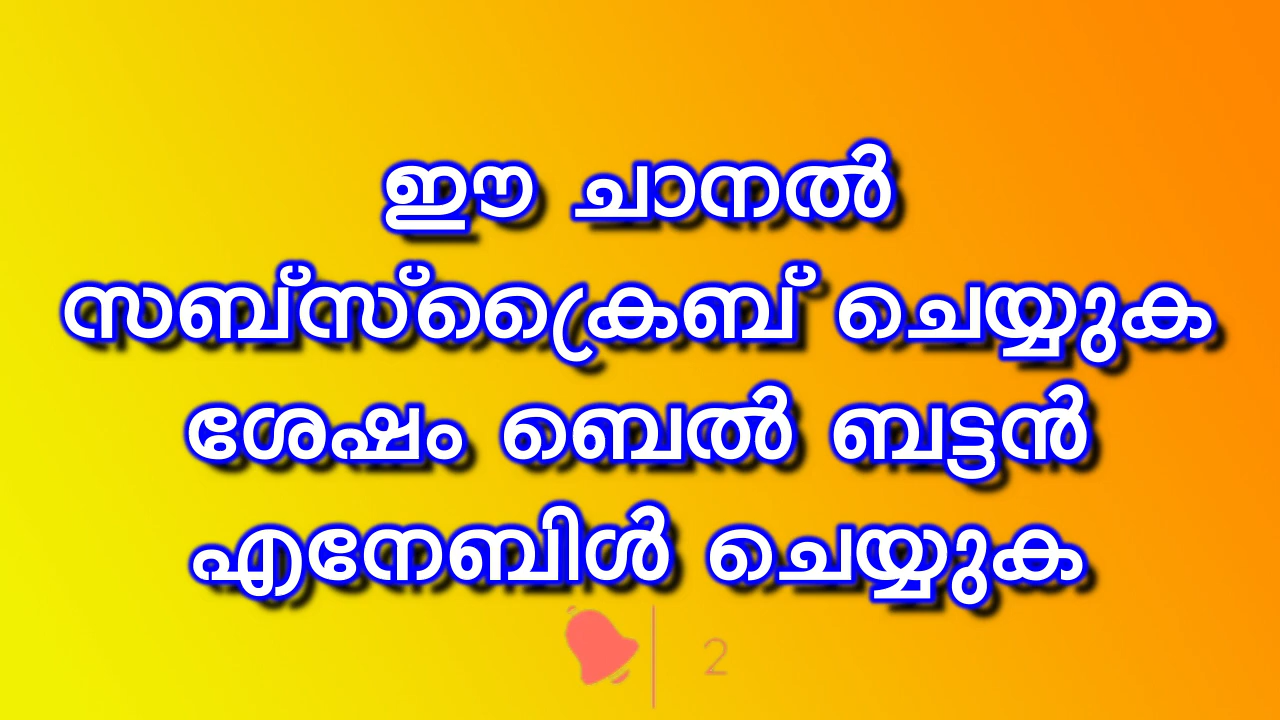 ഈ ചാനൽ
സബ്സ്ക്രൈബ് ചെയ്യുക
ശേഷം ബെൽ ബട്ടൻ
എനേബിൾ ചെയ്യുക
2